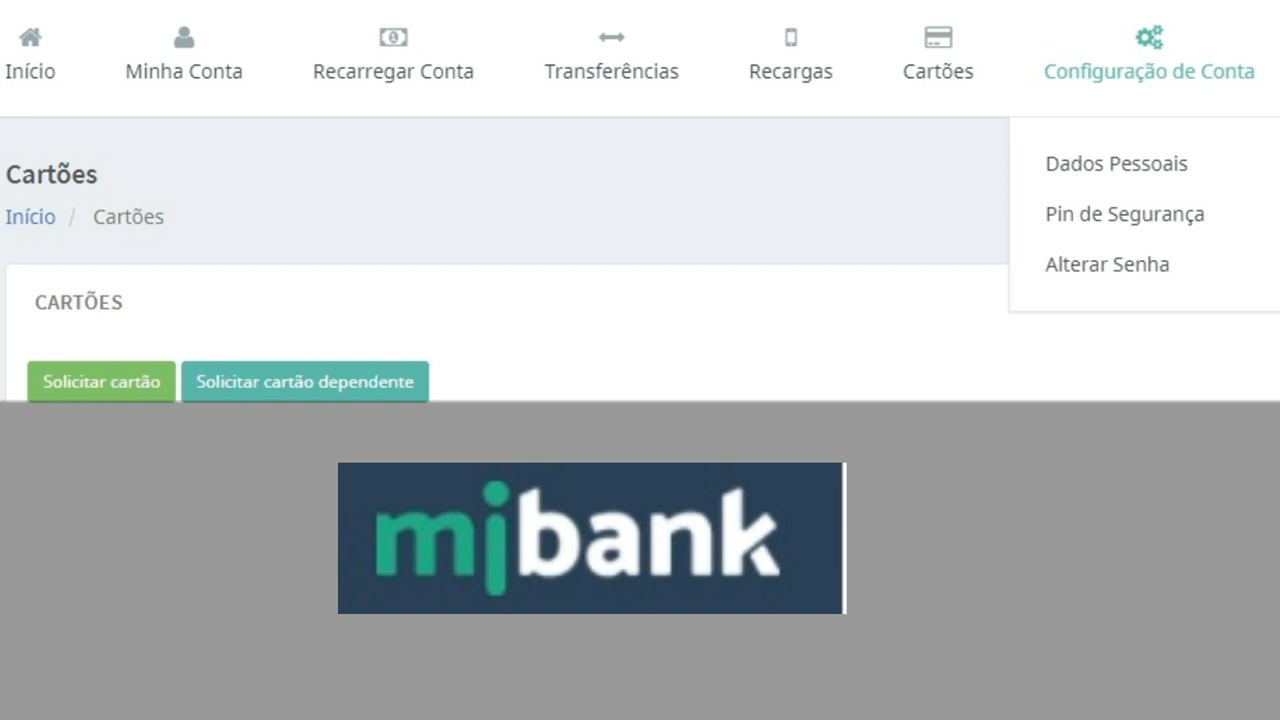 Início Minha Conta Recarregar Conta Transferências Recargas Cartões Configuração de Conta
Dados Pessoais
Pin de Segurança
Alterar Senha
Cartões
Início / Cartões
CARTÕES
Solicitar cartão Solicitar cartão dependente
mjbank